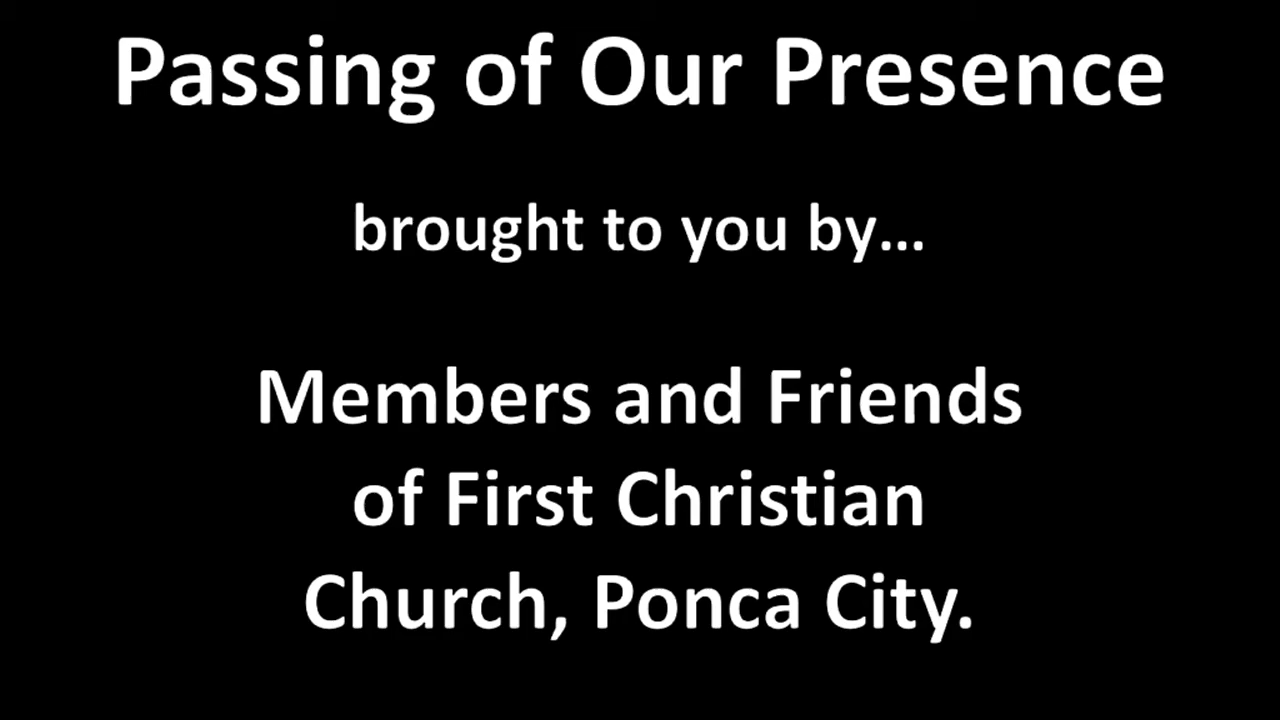 Passing of Our Presence
brought to you by...
Members and Friends
of First Christian
Church, Ponca City.